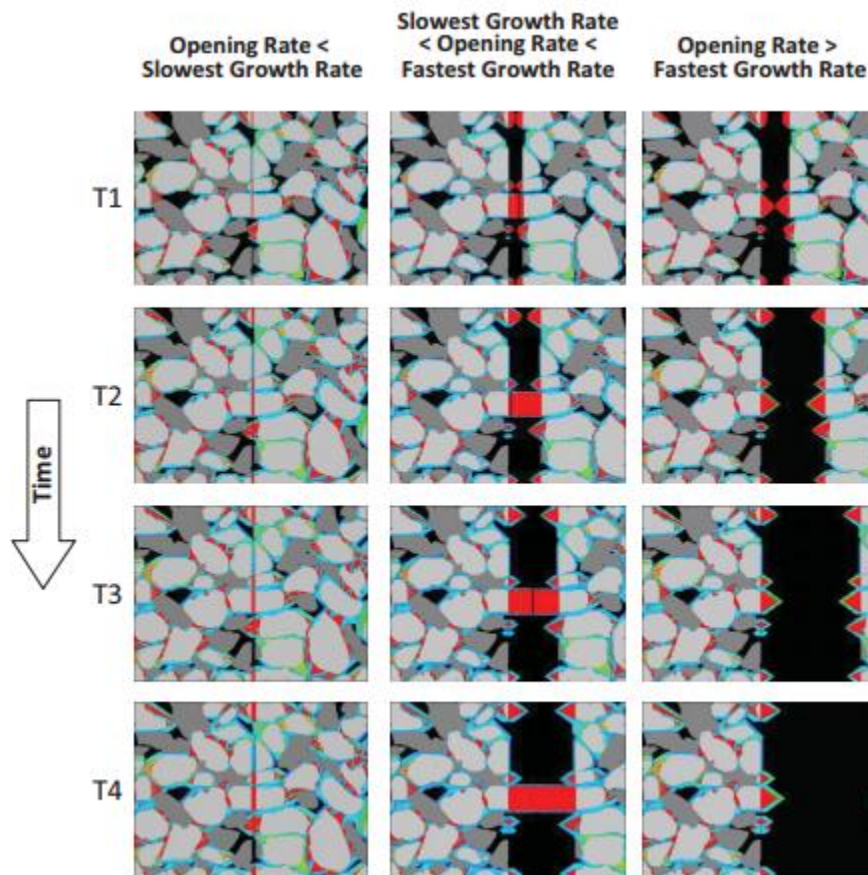 Opening Rate <
Slowest Growth Rate
Slowest Growth Rate
< Opening Rate <
Fastest Growth Rate
Opening Rate >
Fastest Growth Rate
T1
T2
Time
T3
T4